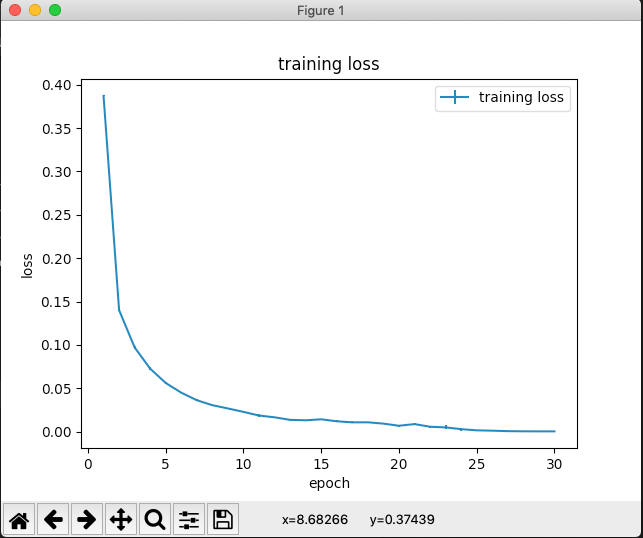 Figure 1
training loss
training loss
0.40
0.35
0.30
0.25
0.20
0.15
0.10
0.05
0.00
loss
0 5 10 15 20 25 30
epoch
x=8.68266 y=0.37439